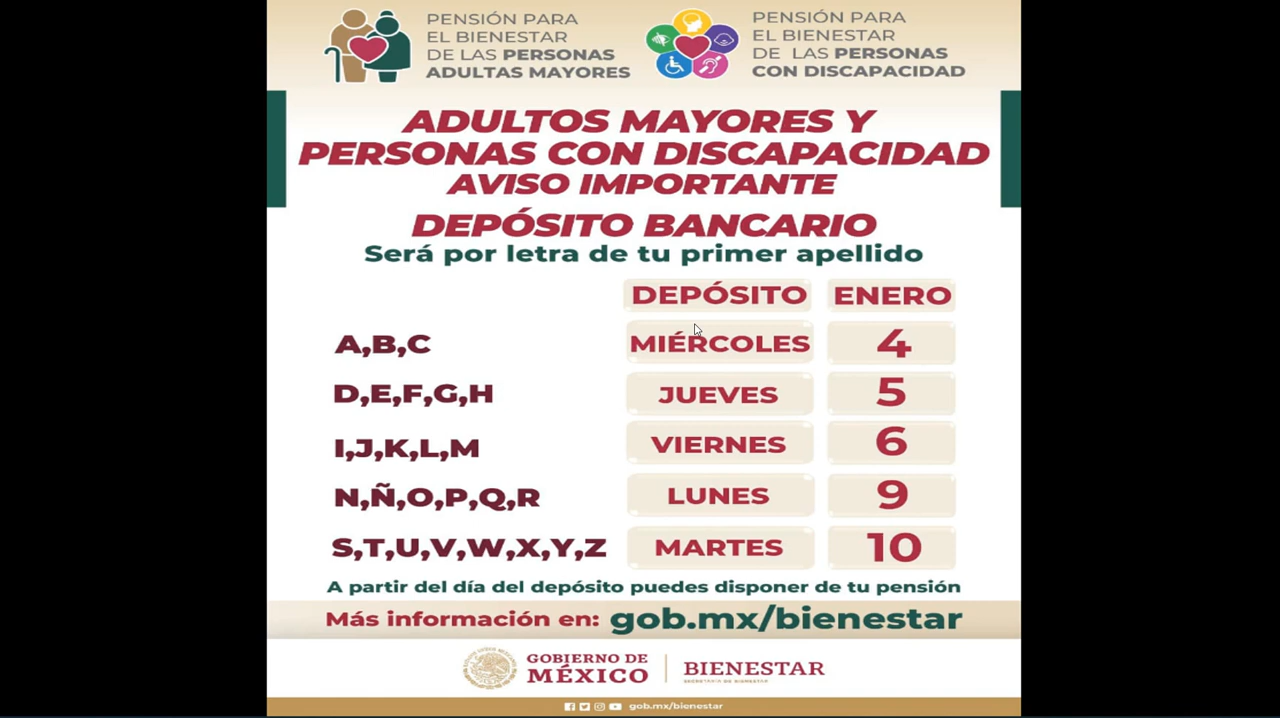 PENSIÓN PARA
EL BIENESTAR
DE LAS PERSONAS
ADULTAS MAYORES
PENSIÓN PARA
EL BIENESTAR
DE LAS PERSONAS
CON DISCAPACIDAD
ADULTOS MAYORES Y
PERSONAS CON DISCAPACIDAD
AVISO IMPORTANTE
DEPÓSITO BANCARIO
Será por letra de tu primer apellido
DEPÓSITO ENERO
A,B,C MIÉRCOLES 4
D,E,F,G,H JUEVES 5
I,J,K,L,M VIERNES 6
N,Ñ,O,P,Q,R LUNES 9
S,T,U,V,W,X,Y,Z MARTES 10
A partir del día del depósito puedes disponer de tu pensión
Más información en: gob.mx/bienestar
GOBIERNO DE
MÉXICO
BIENESTAR
SECRETARÍA DE BIENESTAR
gob.mx/bienestar